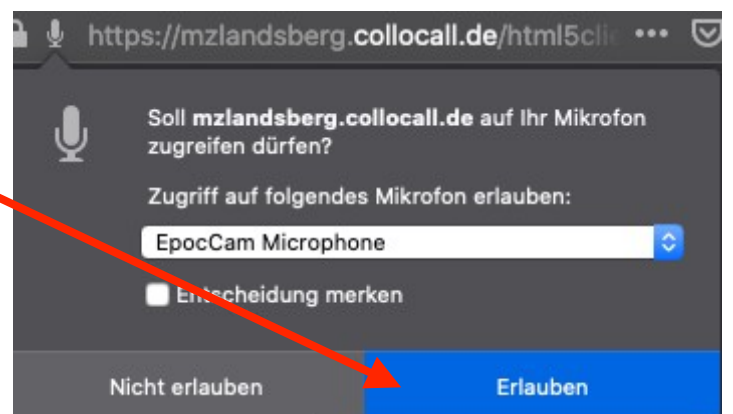 https://mzlandsberg.collocall.de/html5clie
Soll mzlandsberg.collocall.de auf Ihr Mikrofon
zugreifen dürfen?
Zugriff auf folgendes Mikrofon erlauben:
EpocCam Microphone
Entscheidung merken
Nicht erlauben
Erlauben